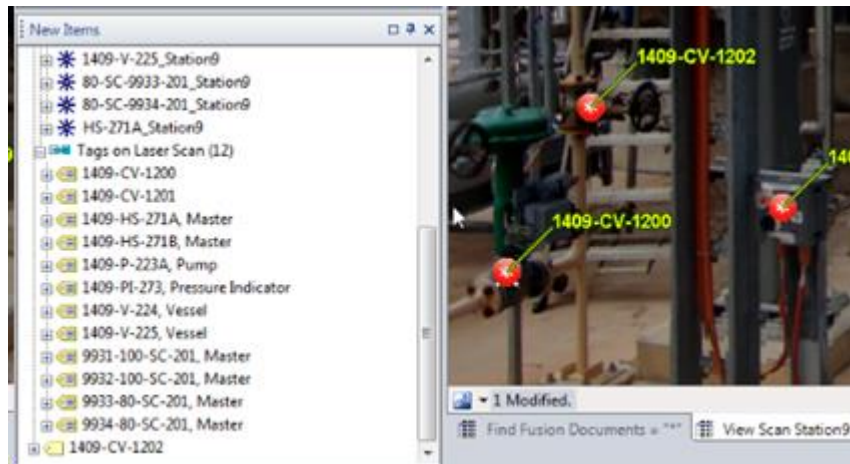 New Items
1409-V-225_Station9
80-SC-9933-201_Station9
80-SC-9934-201_Station9
HS-271A_Station9
Tags on Laser Scan (12)
1409-CV-1200
1409-CV-1201
1409-HS-271A, Master
1409-HS-271B, Master
1409-P-223A, Pump
1409-PI-273, Pressure Indicator
1409-V-224, Vessel
1409-V-225, Vessel
9931-100-SC-201, Master
9932-100-SC-201, Master
9933-80-SC-201, Master
9934-80-SC-201, Master
1409-CV-1202
1409-CV-1202
140
1409-CV-1200
1 Modified.
Find Fusion Documents = "*"
View Scan Station9